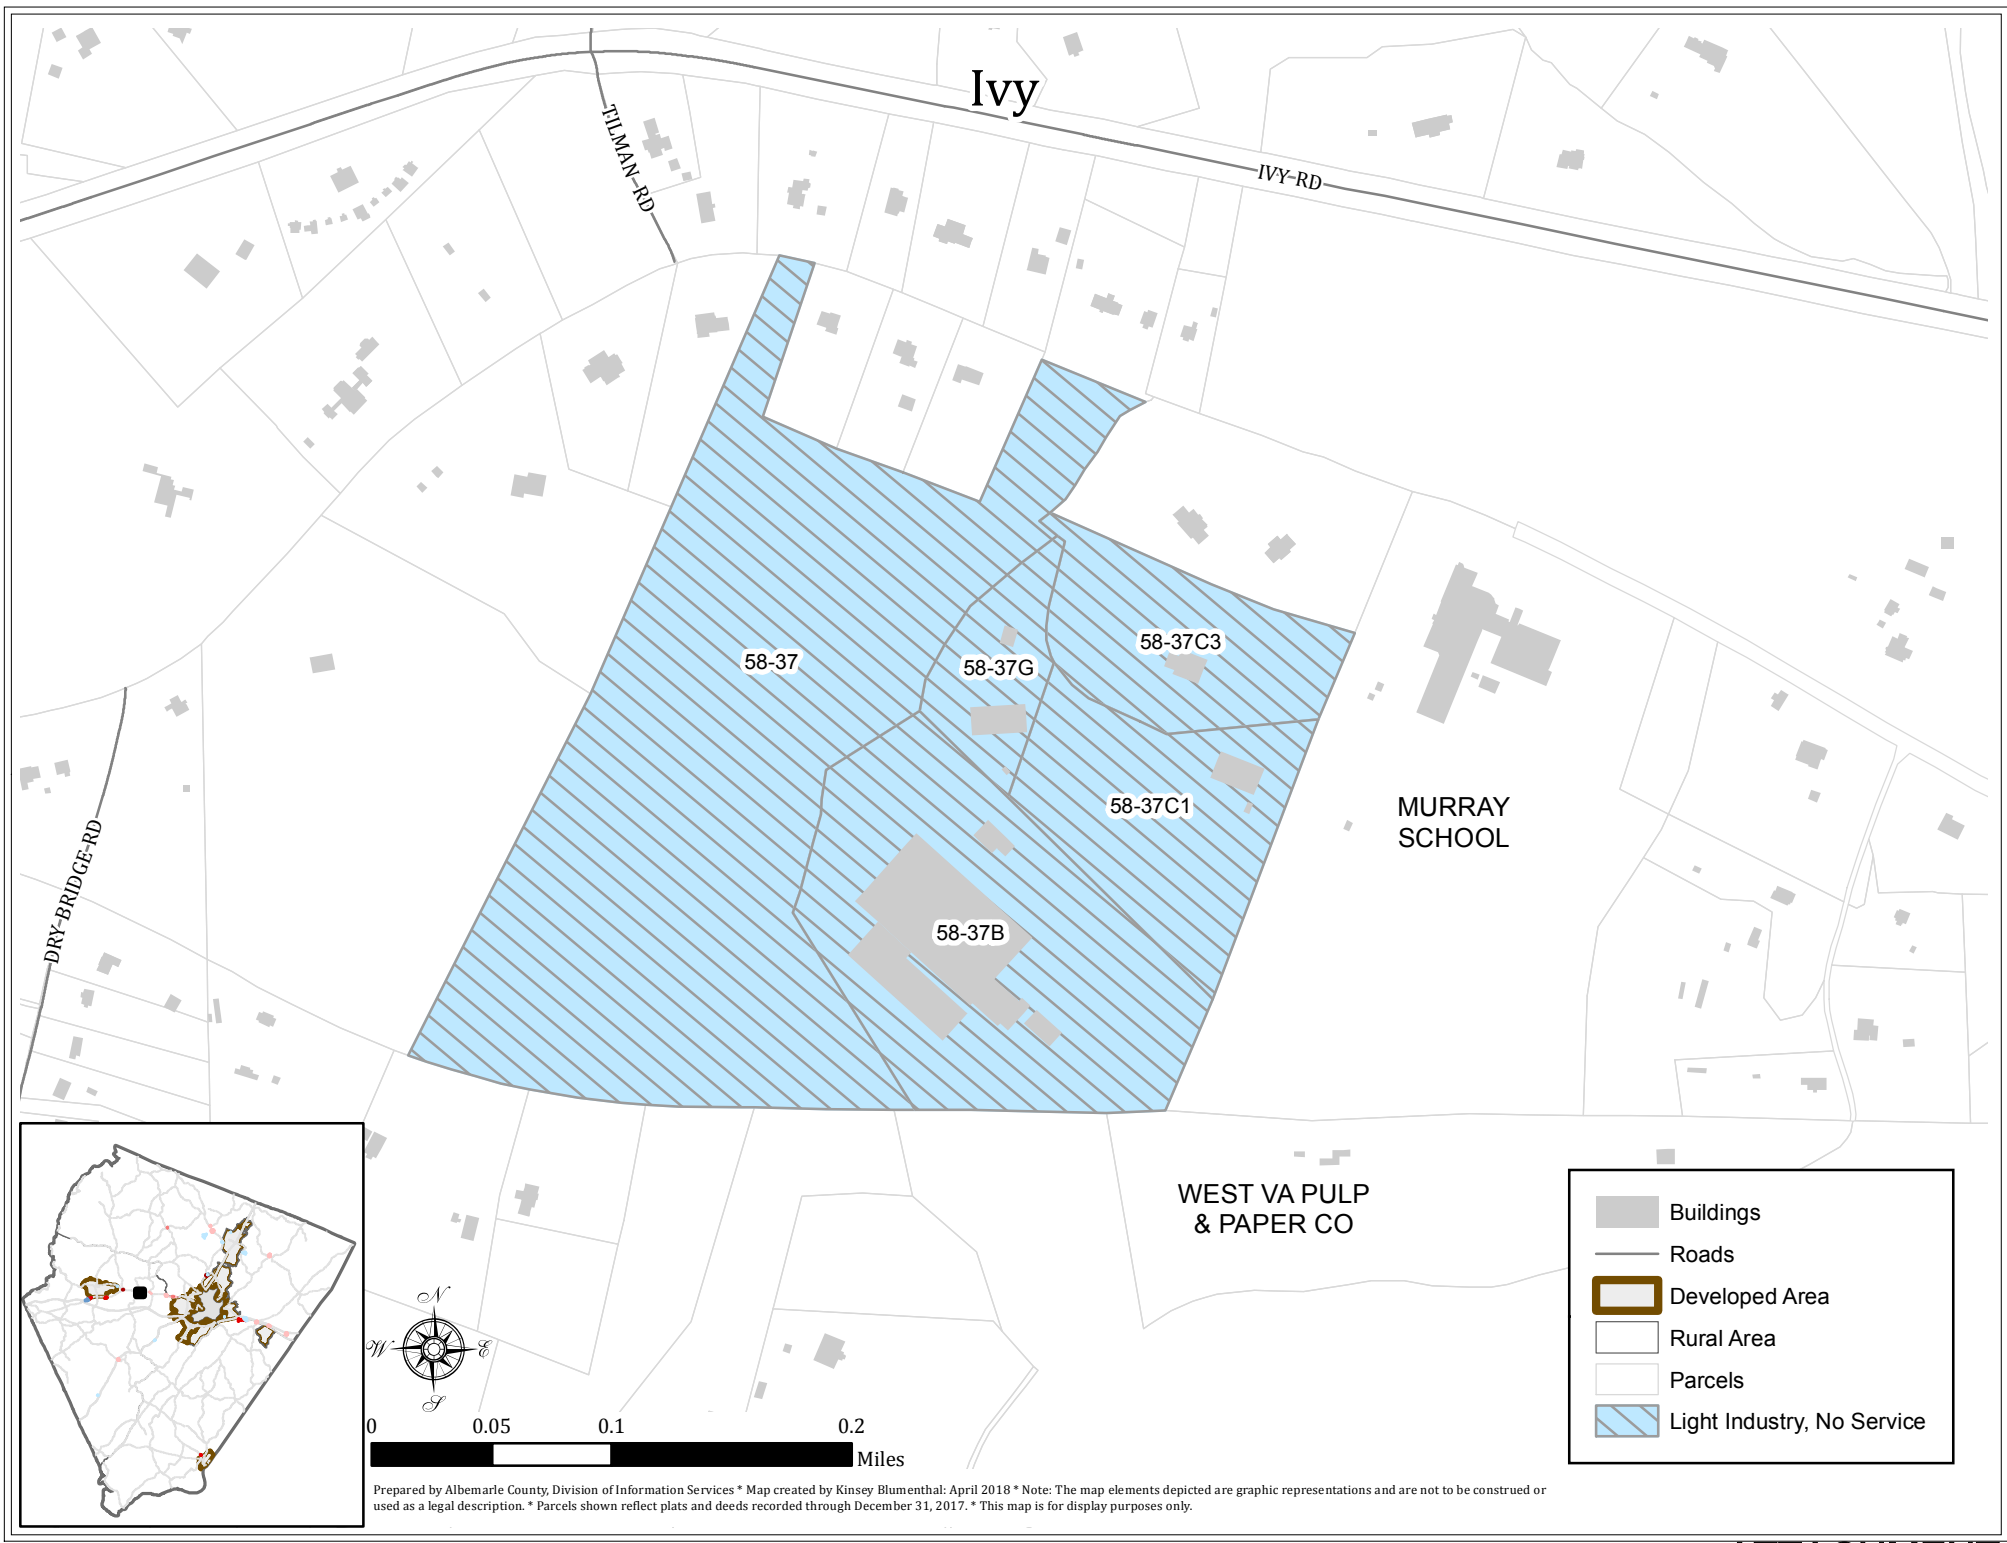 Ivy
TILMAN RD
IVY RD
58-37
58-37G
58-37C3
58-37C1
58-37B
MURRAY
SCHOOL
DRY BRIDGE RD
WEST VA PULP
& PAPER CO
N
W
E
S
0
0.05
0.1
0.2
Miles
Buildings
Roads
Developed Area
Rural Area
Parcels
Light Industry, No Service
Prepared by Albemarle County, Division of Information Services * Map created by Kinsey Blumenthal: April 2018 * Note: The map elements depicted are graphic representations and are not to be construed or
used as a legal description. * Parcels shown reflect plats and deeds recorded through December 31, 2017. * This map is for display purposes only.